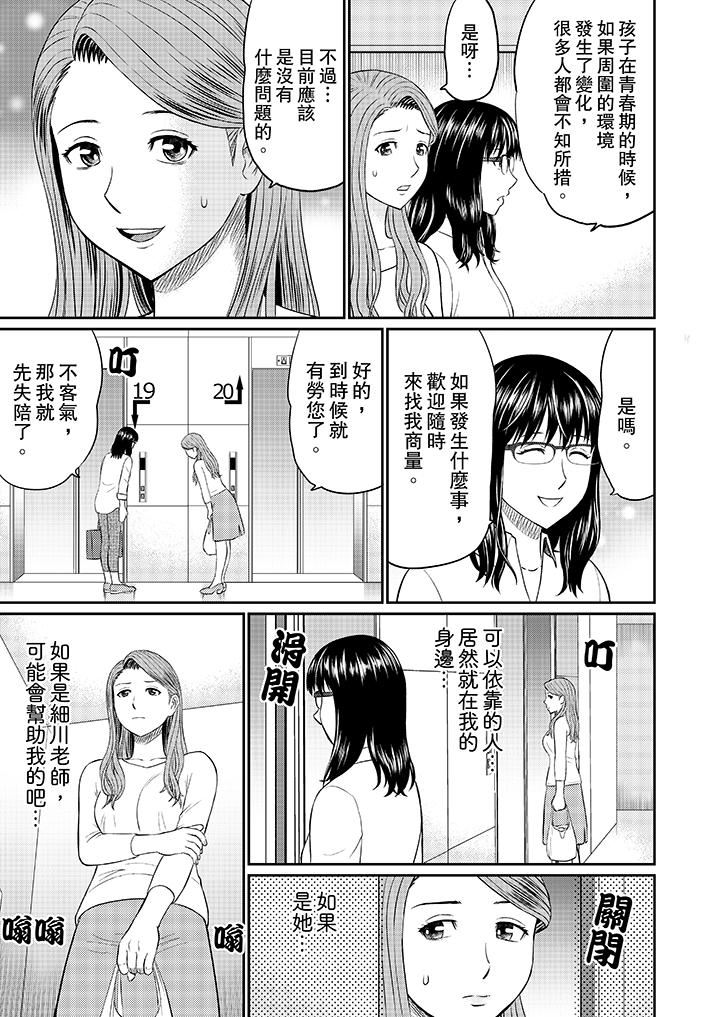 孩子在青春期的時候，
如果周圍的環境
發生了變化，
很多人都會不知所措。
是呀…
不過…
目前應該
是沒有
什麼問題的。
是嗎。
如果發生什麼事，
歡迎隨時
來找我商量。
好的，
到時候就
有勞您了。
20
19
叮
不客氣，
那我就
先失陪了。
叮
可以依靠的人…
居然就在我的
身邊…
滑開
關閉
如果
是她…
如果是細川老師，
可能會幫助我的吧…
嗡
嗡
嗡